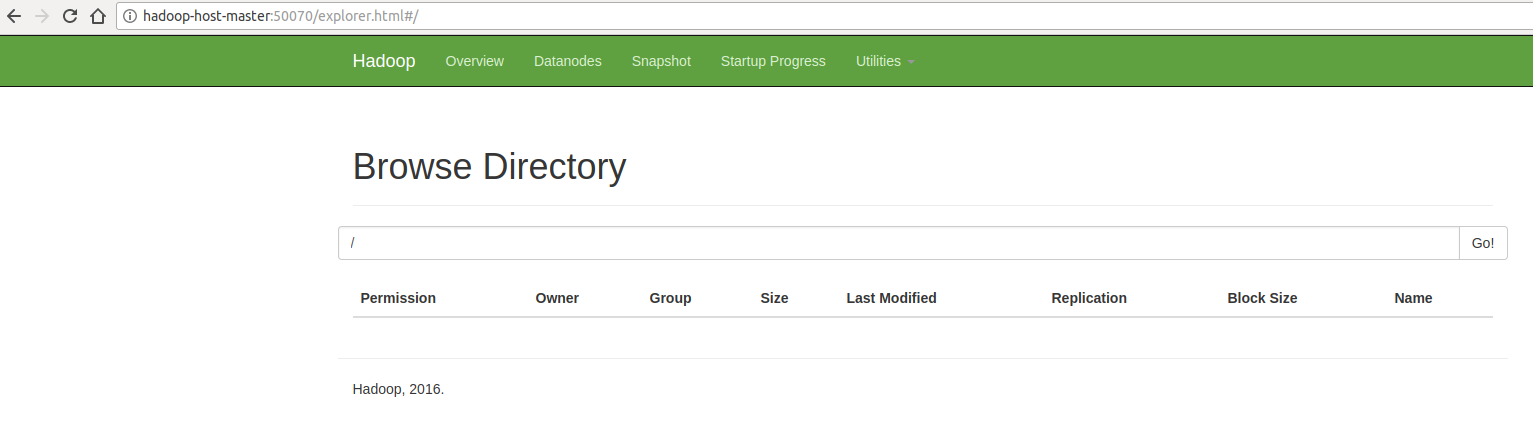 hadoop-host-master:50070/explorer.html#/
Hadoop Overview Datanodes Snapshot Startup Progress Utilities
Browse Directory
/ Go!
Permission Owner Group Size Last Modified Replication Block Size Name
Hadoop, 2016.